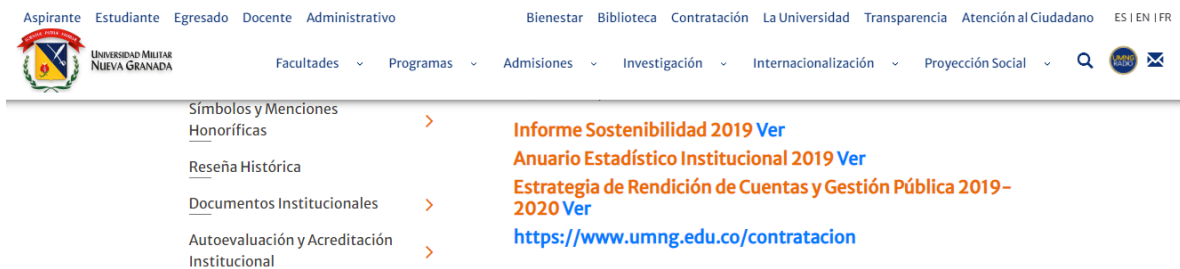 Aspirante Estudiante Egresado Docente Administrativo Bienestar Biblioteca Contratación La Universidad Transparencia Atención al Ciudadano ES | EN | FR
UNIVERSIDAD MILITAR
NUEVA GRANADA
Facultades Programas Admisiones Investigación Internacionalización Proyección Social UMNG RADIO
Símbolos y Menciones
Honoríficas
Reseña Histórica
Documentos Institucionales
Autoevaluación y Acreditación
Institucional
Informe Sostenibilidad 2019 Ver
Anuario Estadístico Institucional 2019 Ver
Estrategia de Rendición de Cuentas y Gestión Pública 2019-
2020 Ver
https://www.umng.edu.co/contratacion